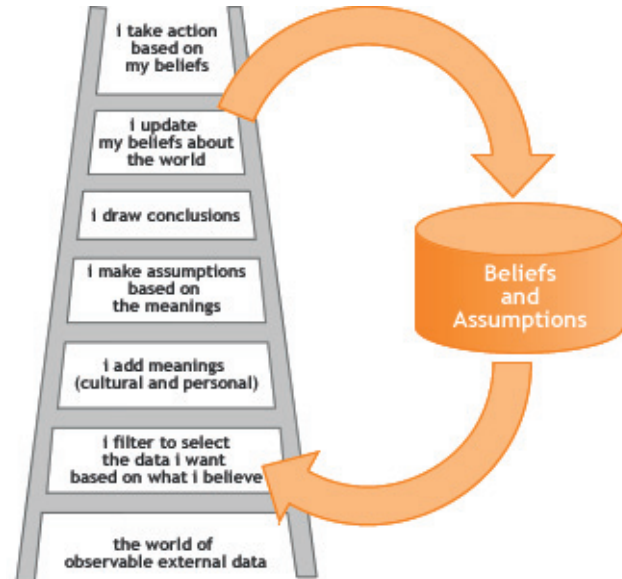 i take action
based on
my beliefs
i update
my beliefs about
the world
i draw conclusions
i make assumptions
based on
the meanings
i add meanings
(cultural and personal)
i filter to select
the data i want
based on what i believe
the world of
observable external data
Beliefs
and
Assumptions